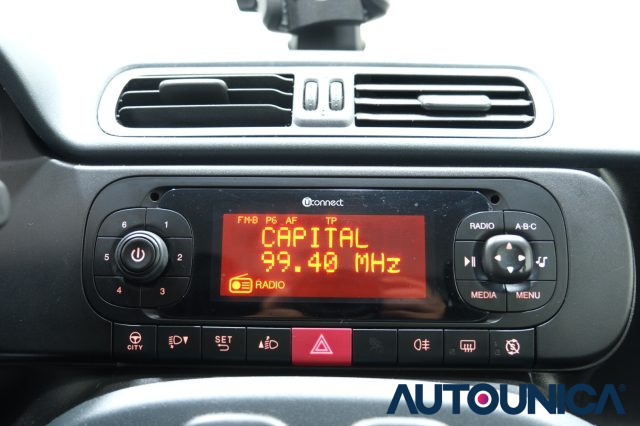 uconnect
FM-B P6 AF TP
CAPITAL
99.40 MHz
RADIO
6 1
5 2
4 3
RADIO A-B-C
MEDIA MENU
CITY SET
AUTOUNICA